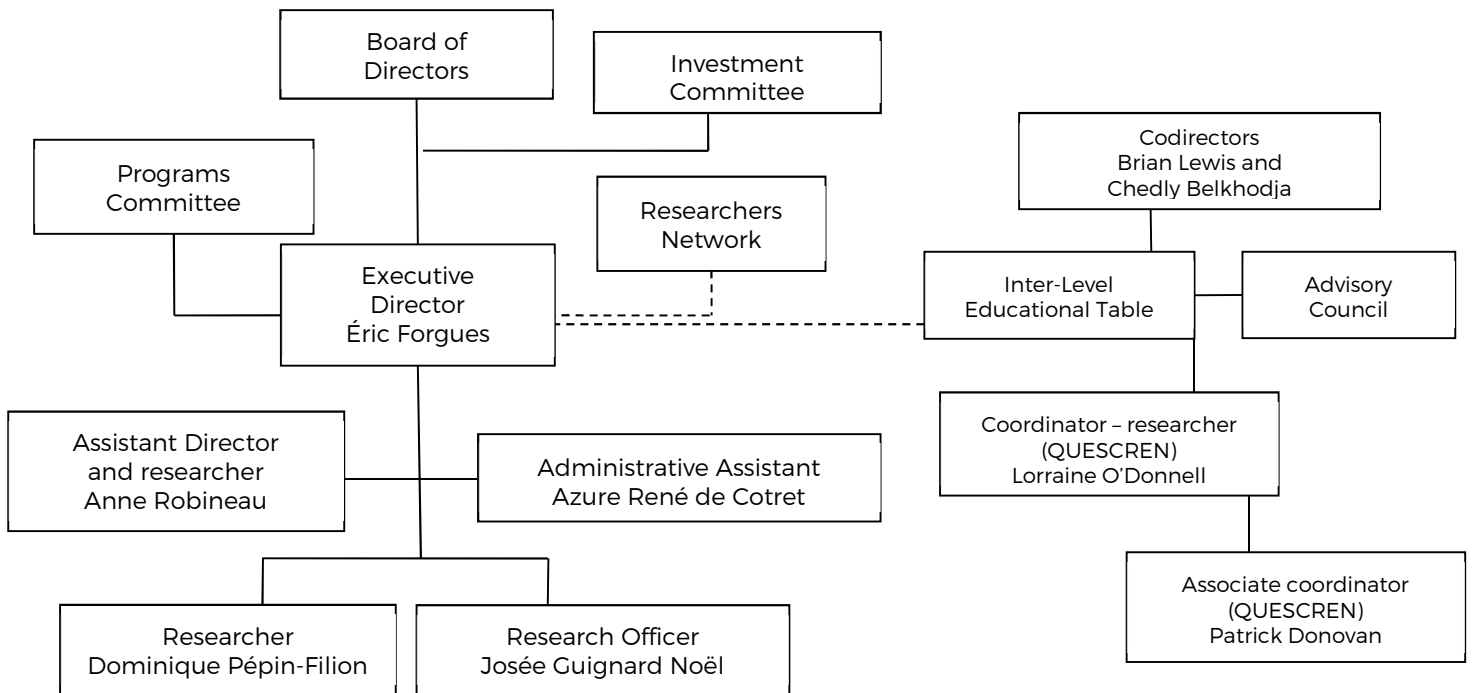 Board of
Directors
Investment
Committee
Codirectors
Brian Lewis and
Chedly Belkhodja
Programs
Committee
Researchers
Network
Executive
Director
Éric Forgues
Inter-Level
Educational Table
Advisory
Council
Assistant Director
and researcher
Anne Robineau
Administrative Assistant
Azure René de Cotret
Coordinator – researcher
(QUESCREN)
Lorraine O’Donnell
Associate coordinator
(QUESCREN)
Patrick Donovan
Researcher
Dominique Pépin-Filion
Research Officer
Josée Guignard Noël